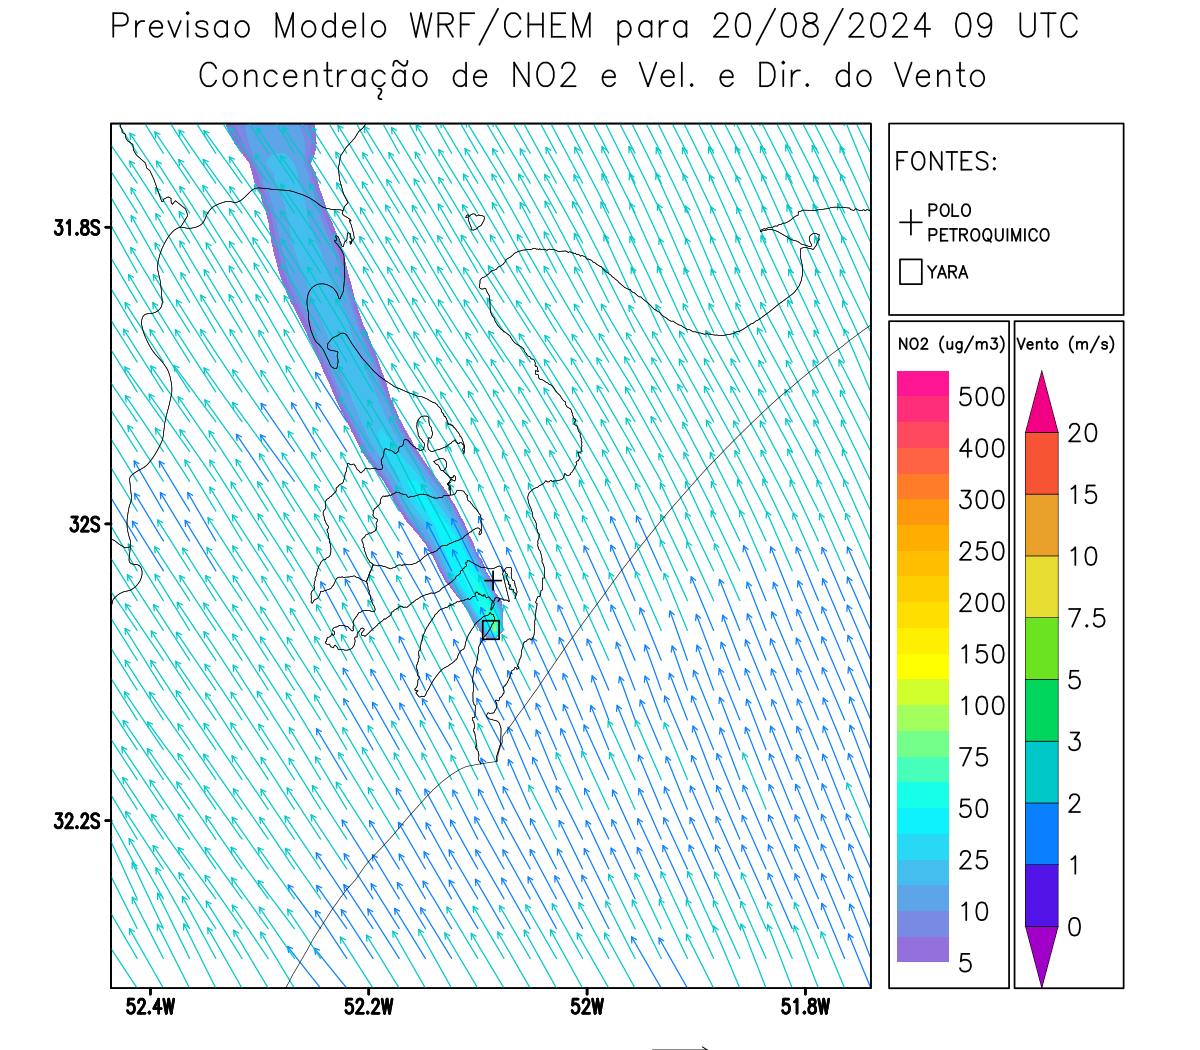 Previsao Modelo WRF/CHEM para 20/08/2024 09 UTC
Concentração de NO2 e Vel. e Dir. do Vento
FONTES:
POLO
PETROQUIMICO
YARA
NO2 (ug/m3)
500
400
300
250
200
150
100
75
50
25
10
5
Vento (m/s)
20
15
10
7.5
5
3
2
1
0
31.8S
32S
32.2S
52.4W
52.2W
52W
51.8W